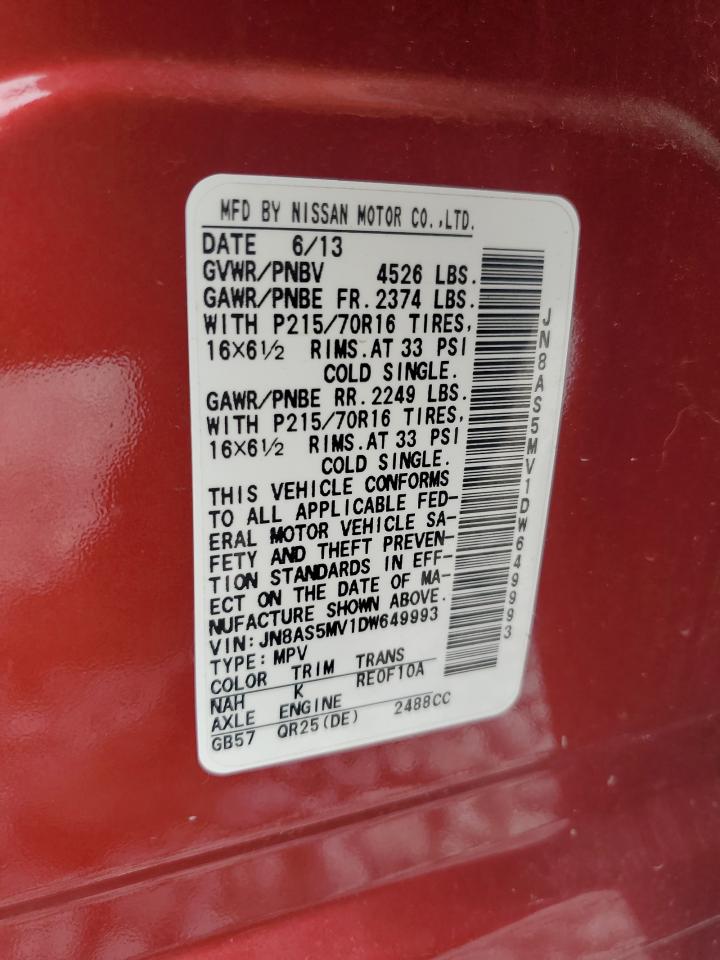 MFD BY NISSAN MOTOR CO.,LTD.
DATE 6/13
GVWR/PNBV 4526 LBS.
GAWR/PNBE FR. 2374 LBS.
WITH P215/70R16 TIRES,
16X6½ RIMS. AT 33 PSI
COLD SINGLE.
GAWR/PNBE RR. 2249 LBS.
WITH P215/70R16 TIRES,
16X6½ RIMS. AT 33 PSI
COLD SINGLE.
THIS VEHICLE CONFORMS
TO ALL APPLICABLE FED-
ERAL MOTOR VEHICLE SA-
FETY AND THEFT PREVEN-
TION STANDARDS IN EFF-
ECT ON THE DATE OF MA-
NUFACTURE SHOWN ABOVE.
VIN: JN8AS5MV1DW649993
TYPE: MPV
COLOR TRIM TRANS
NAH K RE0F10A
AXLE ENGINE
GB57 QR25(DE) 2488CC
JN8AS5MV1DW649993